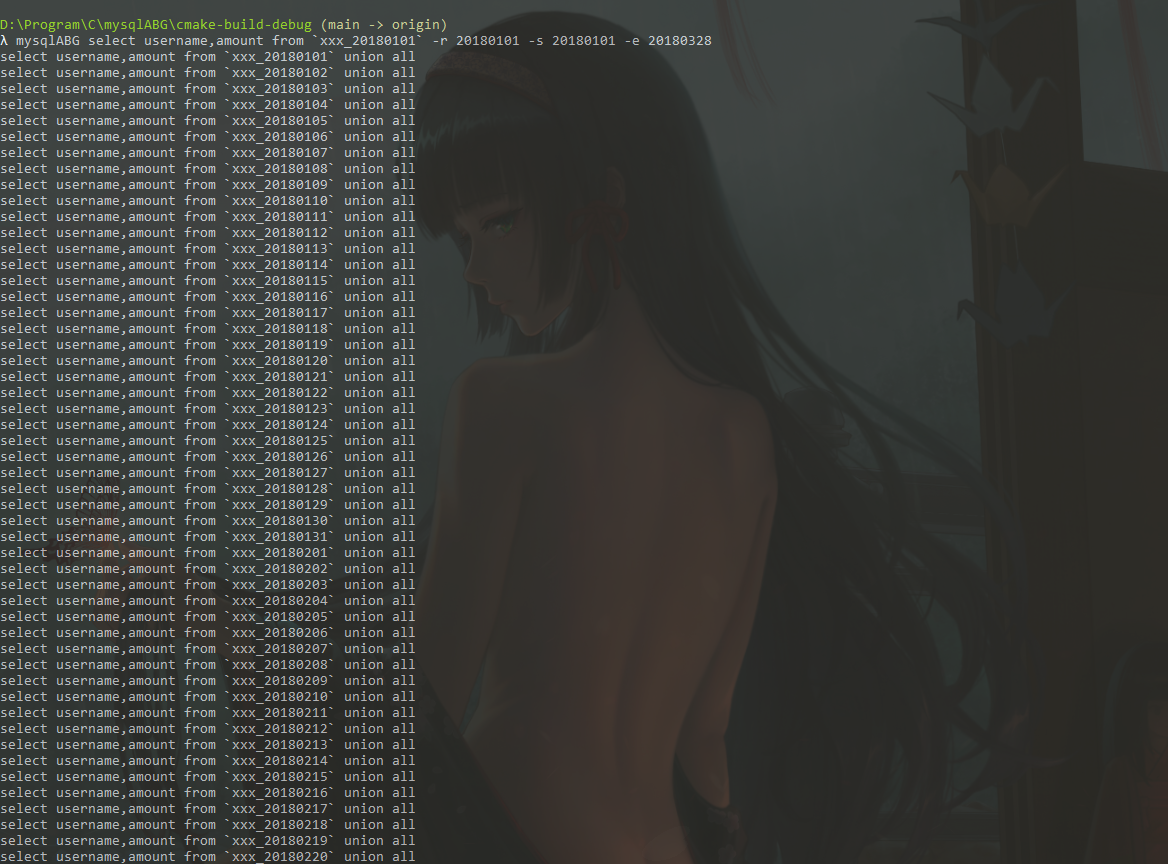 D:\Program\C\mysqlABG\cmake-build-debug (main -> origin)
λ mysqlABG select username,amount from `xxx_20180101` -r 20180101 -s 20180101 -e 20180328
select username,amount from `xxx_20180101` union all
select username,amount from `xxx_20180102` union all
select username,amount from `xxx_20180103` union all
select username,amount from `xxx_20180104` union all
select username,amount from `xxx_20180105` union all
select username,amount from `xxx_20180106` union all
select username,amount from `xxx_20180107` union all
select username,amount from `xxx_20180108` union all
select username,amount from `xxx_20180109` union all
select username,amount from `xxx_20180110` union all
select username,amount from `xxx_20180111` union all
select username,amount from `xxx_20180112` union all
select username,amount from `xxx_20180113` union all
select username,amount from `xxx_20180114` union all
select username,amount from `xxx_20180115` union all
select username,amount from `xxx_20180116` union all
select username,amount from `xxx_20180117` union all
select username,amount from `xxx_20180118` union all
select username,amount from `xxx_20180119` union all
select username,amount from `xxx_20180120` union all
select username,amount from `xxx_20180121` union all
select username,amount from `xxx_20180122` union all
select username,amount from `xxx_20180123` union all
select username,amount from `xxx_20180124` union all
select username,amount from `xxx_20180125` union all
select username,amount from `xxx_20180126` union all
select username,amount from `xxx_20180127` union all
select username,amount from `xxx_20180128` union all
select username,amount from `xxx_20180129` union all
select username,amount from `xxx_20180130` union all
select username,amount from `xxx_20180131` union all
select username,amount from `xxx_20180201` union all
select username,amount from `xxx_20180202` union all
select username,amount from `xxx_20180203` union all
select username,amount from `xxx_20180204` union all
select username,amount from `xxx_20180205` union all
select username,amount from `xxx_20180206` union all
select username,amount from `xxx_20180207` union all
select username,amount from `xxx_20180208` union all
select username,amount from `xxx_20180209` union all
select username,amount from `xxx_20180210` union all
select username,amount from `xxx_20180211` union all
select username,amount from `xxx_20180212` union all
select username,amount from `xxx_20180213` union all
select username,amount from `xxx_20180214` union all
select username,amount from `xxx_20180215` union all
select username,amount from `xxx_20180216` union all
select username,amount from `xxx_20180217` union all
select username,amount from `xxx_20180218` union all
select username,amount from `xxx_20180219` union all
select username,amount from `xxx_20180220` union all